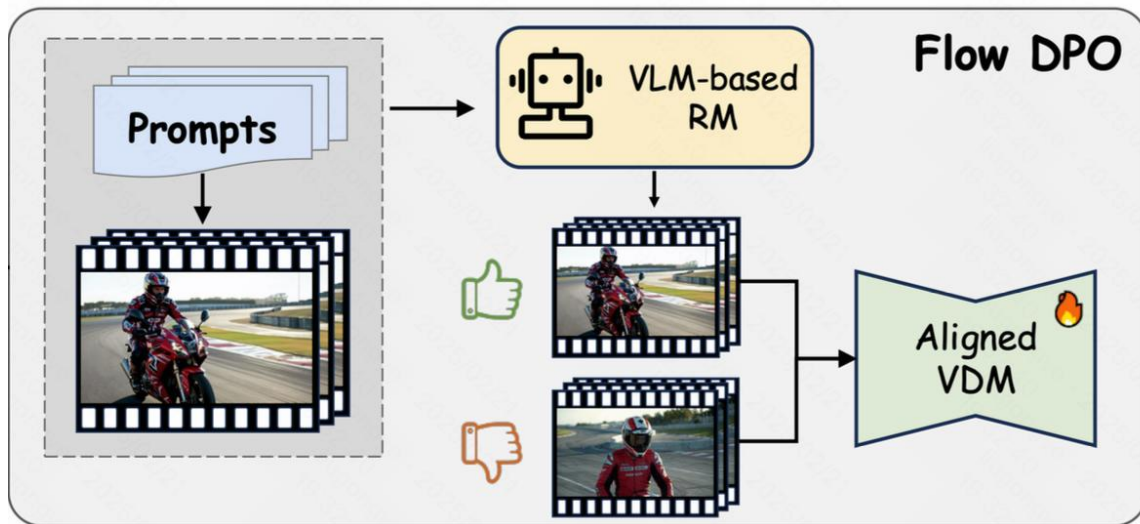 Flow DPO
Prompts
VLM-based
RM
Aligned
VDM